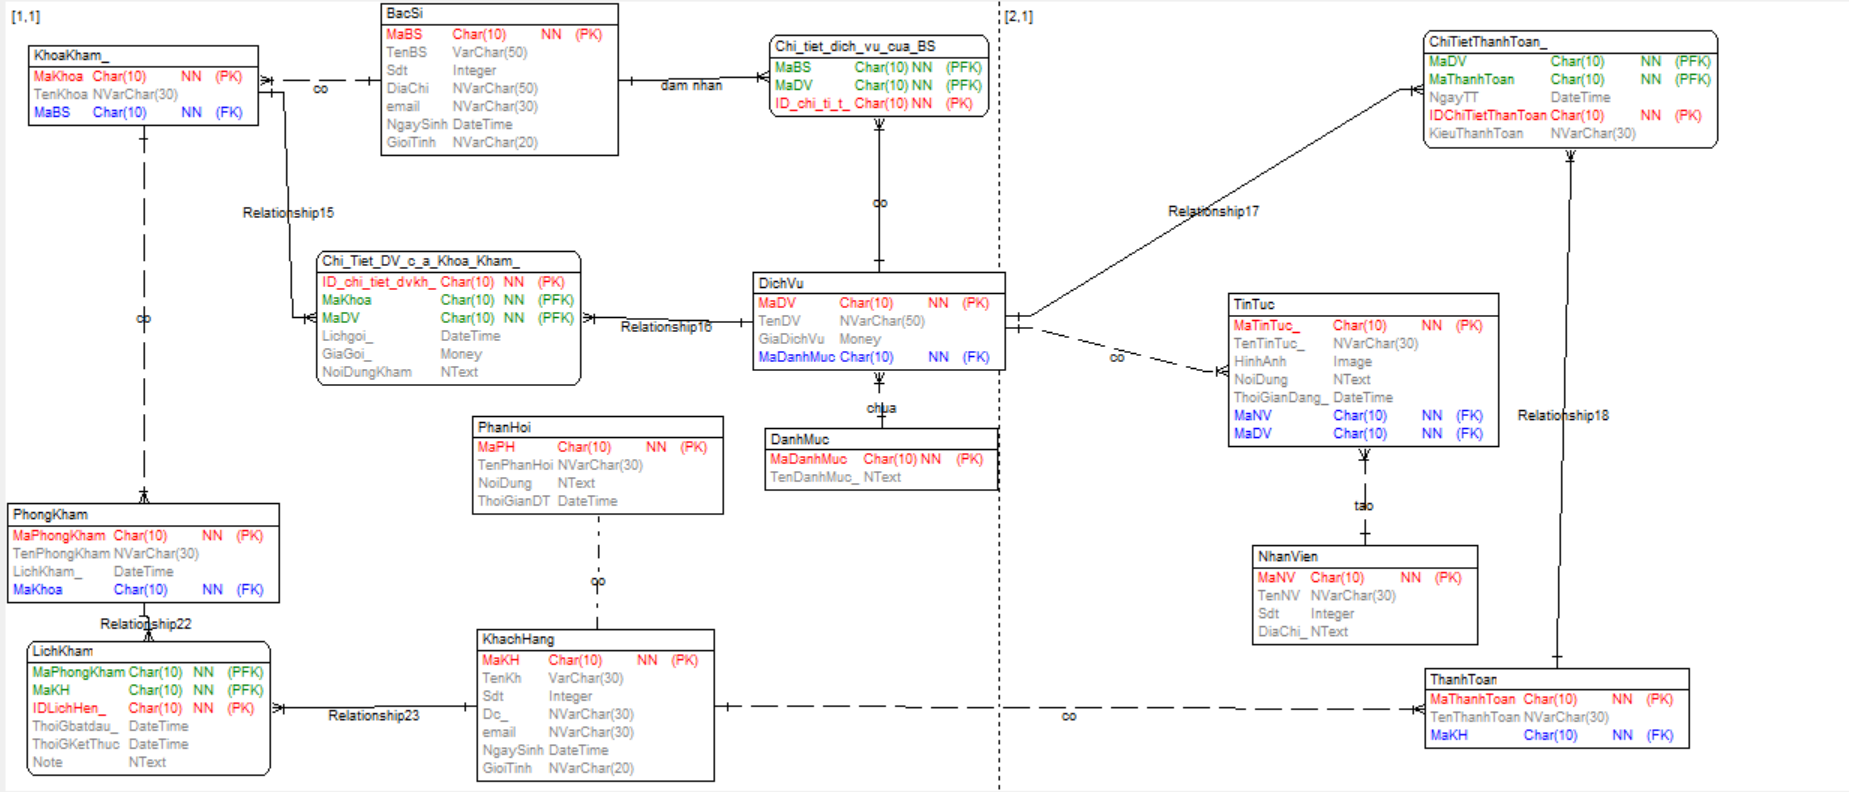 [1,1]
[2,1]
KhoaKham_
MaKhoa Char(10) NN (PK)
TenKhoa NVarChar(30)
MaBS Char(10) NN (FK)
BacSi
MaBS Char(10) NN (PK)
TenBS VarChar(50)
Sdt Integer
DiaChi NVarChar(50)
email NVarChar(30)
NgaySinh DateTime
GioiTinh NVarChar(20)
Chi_tiet_dich_vu_cua_BS
MaBS Char(10) NN (PFK)
MaDV Char(10) NN (PFK)
ID_chi_ti_t_ Char(10) NN (PK)
ChiTietThanhToan_
MaDV Char(10) NN (PFK)
MaThanhToan Char(10) NN (PFK)
NgayTT DateTime
IDChiTietThanToan Char(10) NN (PK)
KieuThanhToan NVarChar(30)
co
dam nhan
co
Relationship15
Relationship17
Chi_Tiet_DV_c_a_Khoa_Kham_
ID_chi_tiet_dvkh_ Char(10) NN (PK)
MaKhoa Char(10) NN (PFK)
MaDV Char(10) NN (PFK)
Lichgoi_ DateTime
GiaGoi_ Money
NoiDungKham NText
co
Relationship16
DichVu
MaDV Char(10) NN (PK)
TenDV NVarChar(50)
GiaDichVu Money
MaDanhMuc Char(10) NN (FK)
co
TinTuc
MaTinTuc_ Char(10) NN (PK)
TenTinTuc_ NVarChar(30)
HinhAnh Image
NoiDung NText
ThoiGianDang_ DateTime
MaNV Char(10) NN (FK)
MaDV Char(10) NN (FK)
Relationship18
chua
DanhMuc
MaDanhMuc Char(10) NN (PK)
TenDanhMuc_ NText
PhanHoi
MaPH Char(10) NN (PK)
TenPhanHoi NVarChar(30)
NoiDung NText
ThoiGianDT DateTime
tao
PhongKham
MaPhongKham Char(10) NN (PK)
TenPhongKham NVarChar(30)
LichKham_ DateTime
MaKhoa Char(10) NN (FK)
NhanVien
MaNV Char(10) NN (PK)
TenNV NVarChar(30)
Sdt Integer
DiaChi_ NText
co
Relationship22
LichKham
MaPhongKham Char(10) NN (PFK)
MaKH Char(10) NN (PFK)
IDLichHen_ Char(10) NN (PK)
ThoiGbatdau_ DateTime
ThoiGKetThuc DateTime
Note NText
Relationship23
KhachHang
MaKH Char(10) NN (PK)
TenKh VarChar(30)
Sdt Integer
Dc_ NVarChar(30)
email NVarChar(30)
NgaySinh DateTime
GioiTinh NVarChar(20)
co
ThanhToan
MaThanhToan Char(10) NN (PK)
TenThanhToan NVarChar(30)
MaKH Char(10) NN (FK)